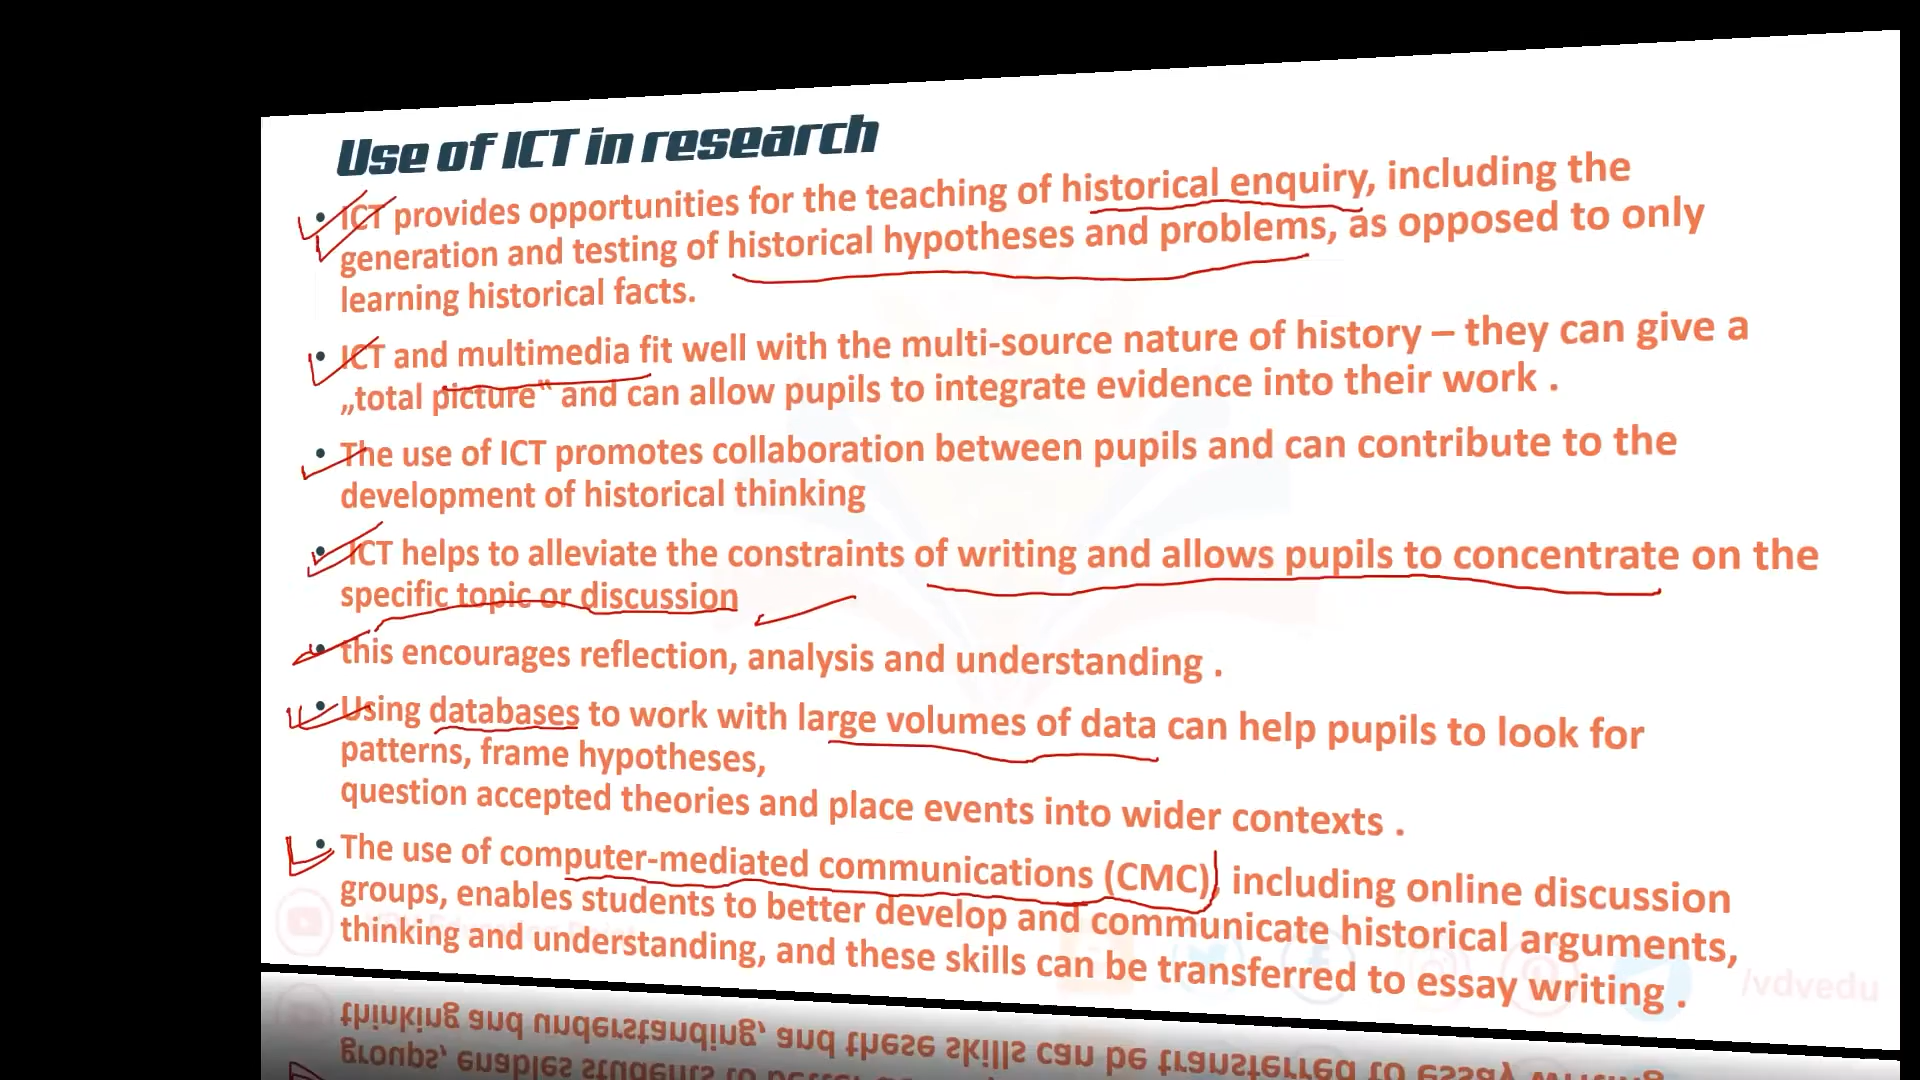 Use of ICT in research
• ICT provides opportunities for the teaching of historical enquiry, including the
generation and testing of historical hypotheses and problems, as opposed to only
learning historical facts.
• ICT and multimedia fit well with the multi-source nature of history – they can give a
„total picture‟ and can allow pupils to integrate evidence into their work .
• The use of ICT promotes collaboration between pupils and can contribute to the
development of historical thinking
• ICT helps to alleviate the constraints of writing and allows pupils to concentrate on the
specific topic or discussion
• this encourages reflection, analysis and understanding .
• Using databases to work with large volumes of data can help pupils to look for
patterns, frame hypotheses,
question accepted theories and place events into wider contexts .
• The use of computer-mediated communications (CMC), including online discussion
groups, enables students to better develop and communicate historical arguments,
thinking and understanding, and these skills can be transferred to essay writing .
/vdvedu